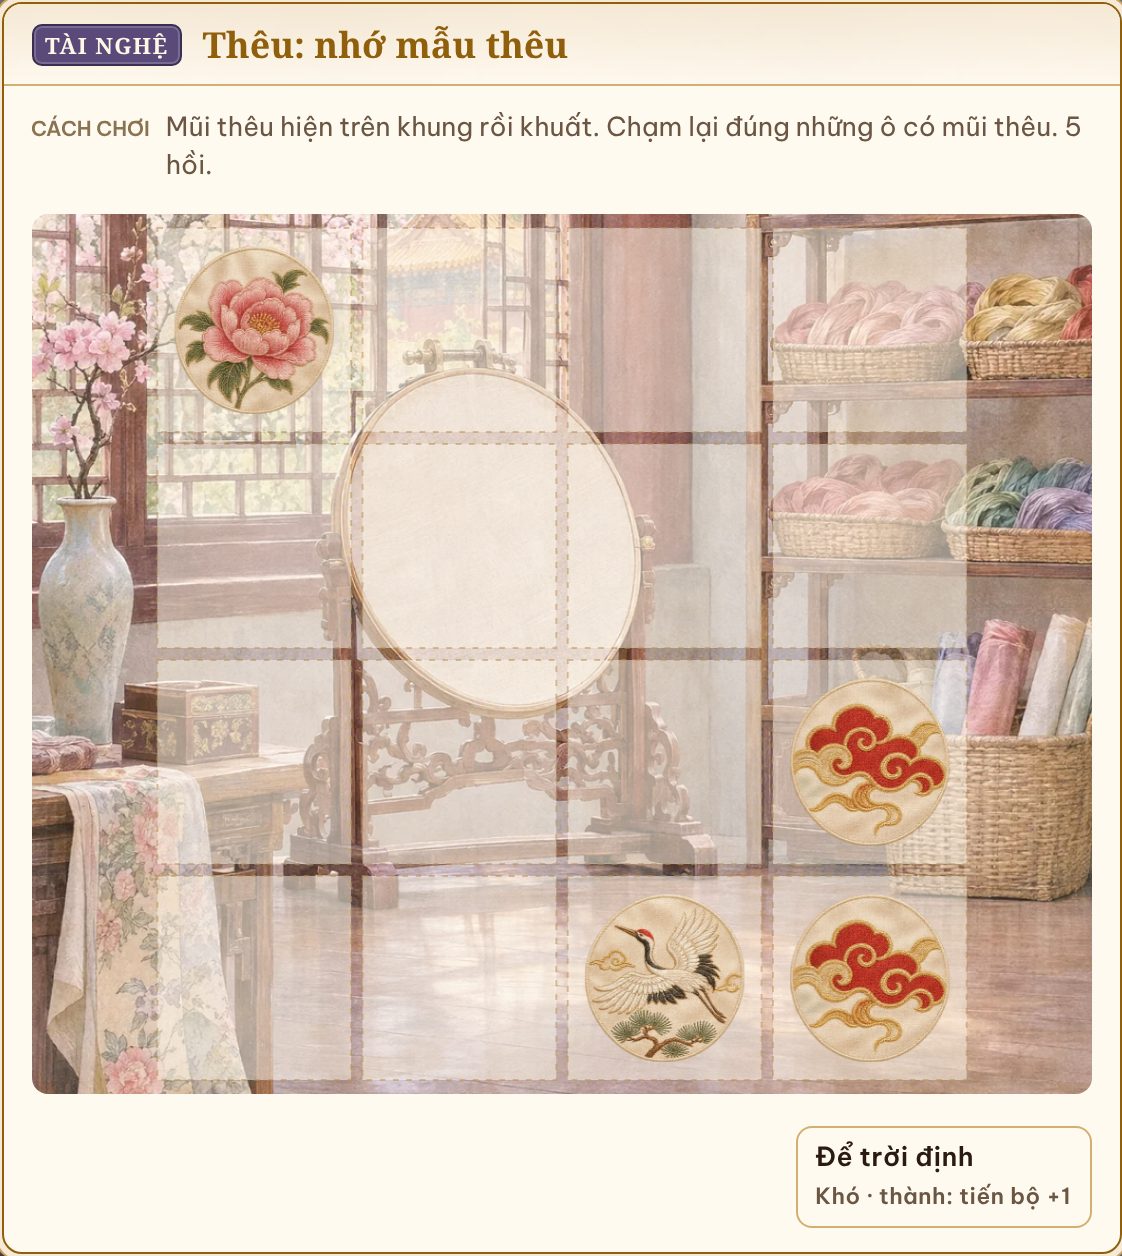 TÀI NGHỆ Thêu: nhớ mẫu thêu
CÁCH CHƠI Mũi thêu hiện trên khung rồi khuất. Chạm lại đúng những ô có mũi thêu. 5
hồi.
Để trời định
Khó · thành: tiến bộ +1